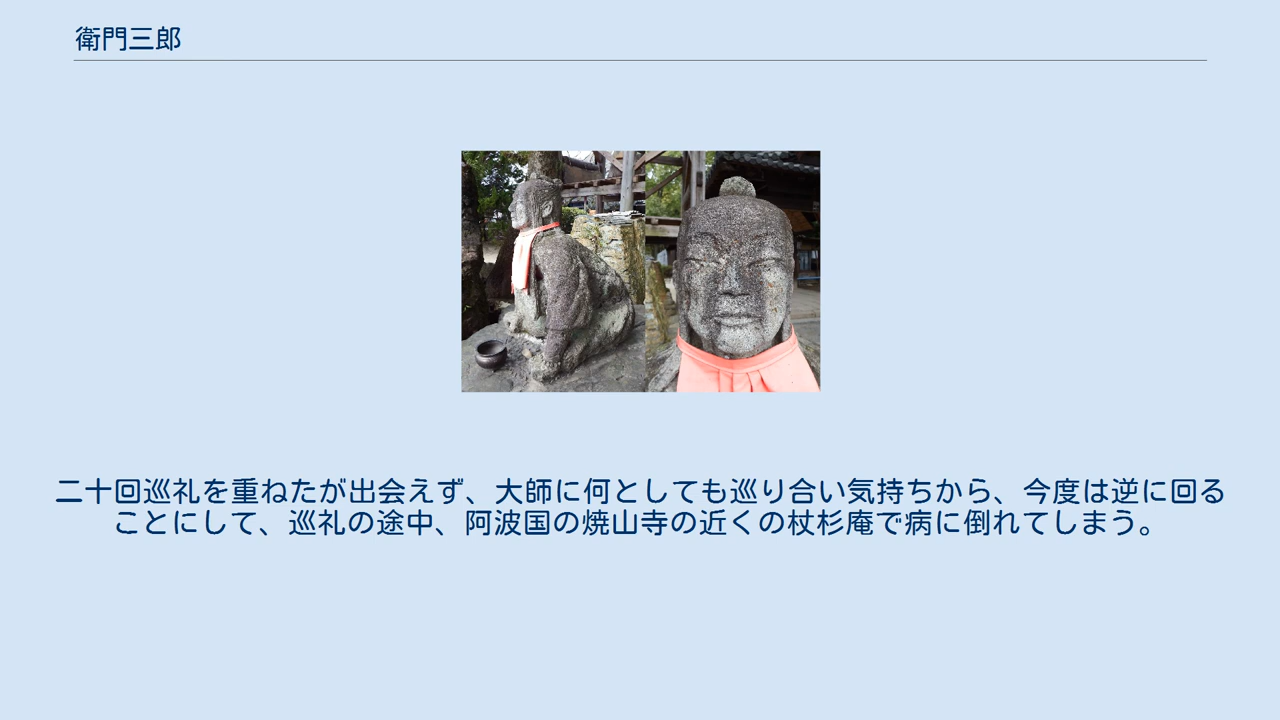 衛門三郎
二十回巡礼を重ねたが出会えず、大師に何としても巡り合い気持ちから、今度は逆に回る
ことにして、巡礼の途中、阿波国の焼山寺の近くの杖杉庵で病に倒れてしまう。